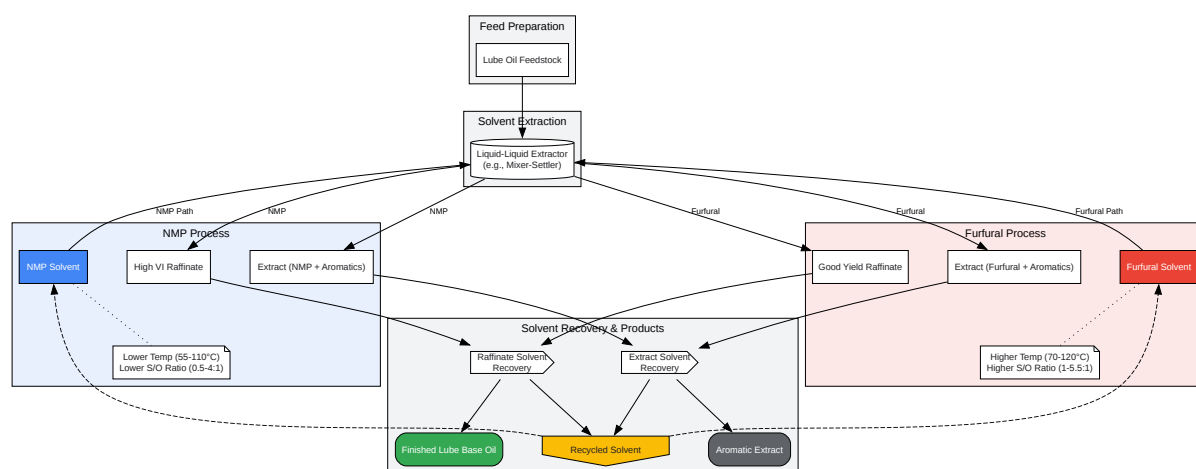 Feed Preparation
Lube Oil Feedstock
Solvent Extraction
Liquid-Liquid Extractor
(e.g., Mixer-Settler)
NMP Path
NMP
NMP
Furfural
Furfural
Furfural Path
NMP Process
Furfural Process
NMP Solvent
High VI Raffinate
Extract (NMP + Aromatics)
Good Yield Raffinate
Extract (Furfural + Aromatics)
Furfural Solvent
Lower Temp (55-110°C)
Lower S/O Ratio (0.5-4:1)
Higher Temp (70-120°C)
Higher S/O Ratio (1-5.5:1)
Solvent Recovery & Products
Raffinate Solvent
Recovery
Extract Solvent
Recovery
Finished Lube Base Oil
Recycled Solvent
Aromatic Extract